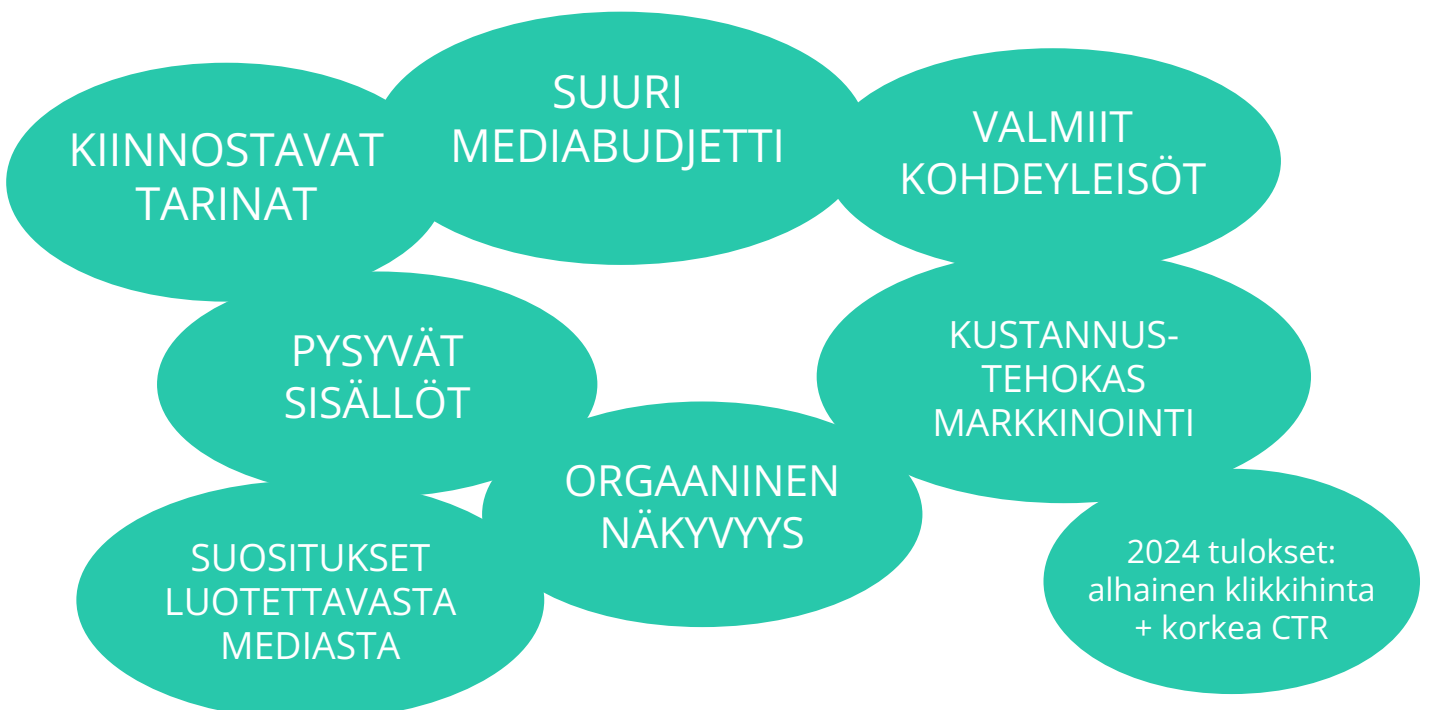 KIINNOSTAVAT
TARINAT
SUURI
MEDIABUDJETTI
VALMIIT
KOHDEYLEISÖT
PYSYVÄT
SISÄLLÖT
KUSTANNUS-
TEHOKAS
MARKKINOINTI
ORGAANINEN
NÄKYVYYS
SUOSITUKSET
LUOTETTAVASTA
MEDIASTA
2024 tulokset:
alhainen klikkihinta
+ korkea CTR